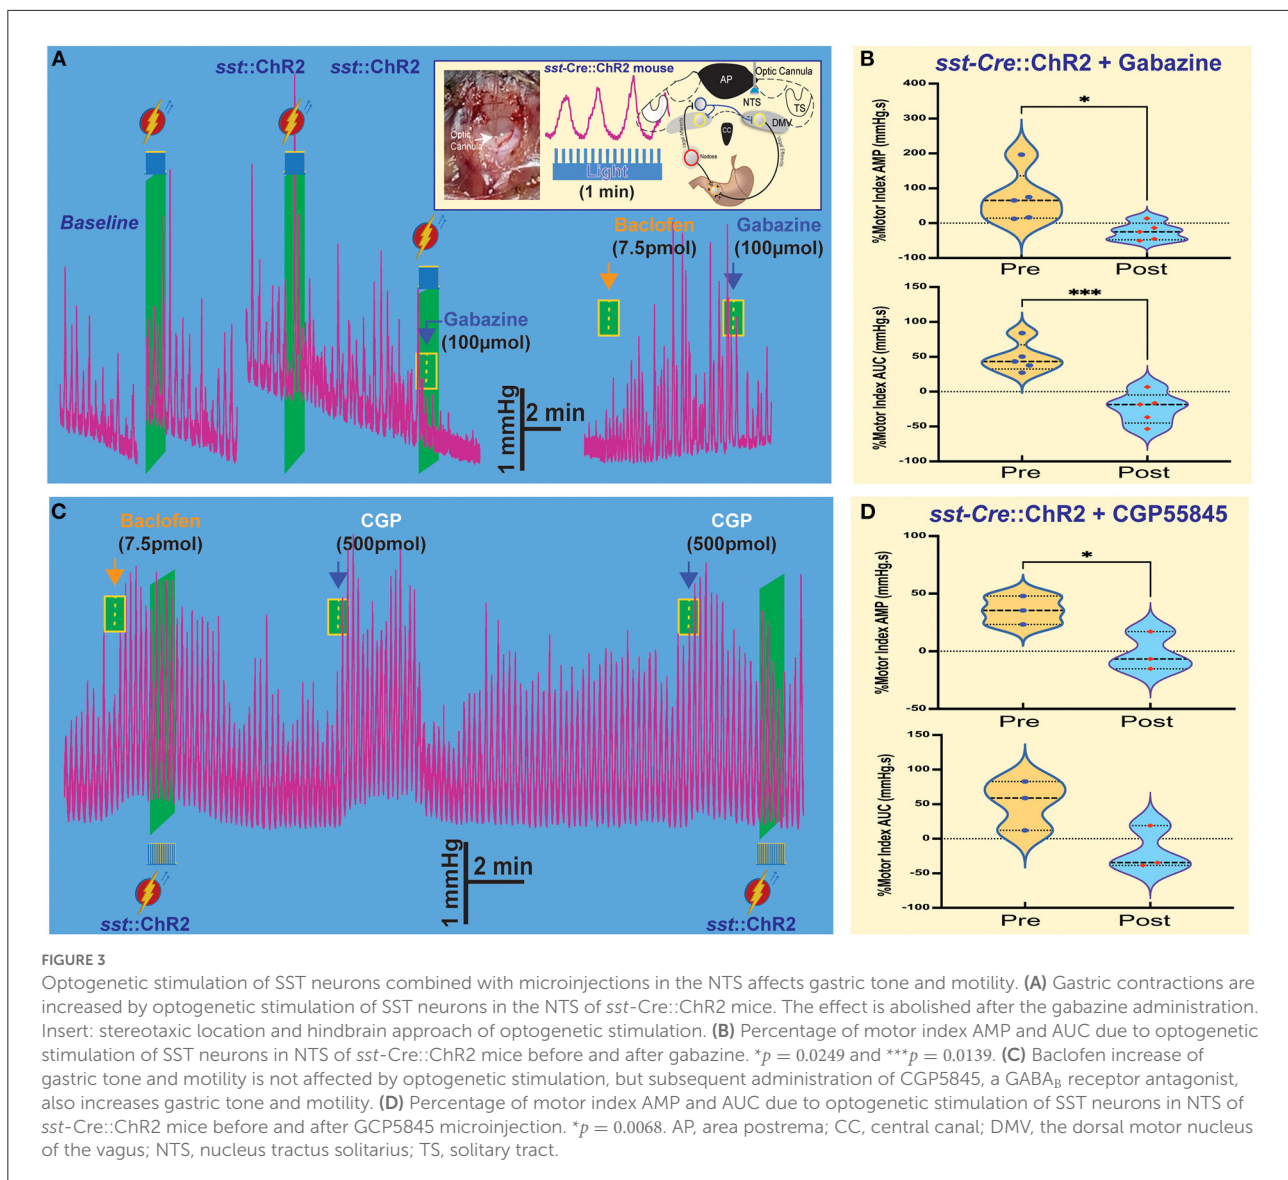 A
sst::ChR2
sst::ChR2
Baseline
sst-Cre::ChR2 mouse
Optic
Cannula
Light
(1 min)
AP
Optic Cannula
NTS
TS
DMV
CC
Nodose
Baclofen
(7.5pmol)
Gabazine
(100µmol)
Gabazine
(100µmol)
1 mmHg
2 min
B
sst-Cre::ChR2 + Gabazine
%Motor Index AMP (mmHg.s)
400
300
200
100
0
-100
*
Pre
Post
%Motor Index AUC (mmHg.s)
150
100
50
0
-50
-100
***
Pre
Post
C
Baclofen
(7.5pmol)
CGP
(500pmol)
CGP
(500pmol)
1 mmHg
2 min
sst::ChR2
sst::ChR2
D
sst-Cre::ChR2 + CGP55845
%Motor Index AMP (mmHg.s)
100
50
0
-50
*
Pre
Post
%Motor Index AUC (mmHg.s)
150
100
50
0
-50
-100
Pre
Post
FIGURE 3
Optogenetic stimulation of SST neurons combined with microinjections in the NTS affects gastric tone and motility. (A) Gastric contractions are
increased by optogenetic stimulation of SST neurons in the NTS of sst-Cre::ChR2 mice. The effect is abolished after the gabazine administration.
Insert: stereotaxic location and hindbrain approach of optogenetic stimulation. (B) Percentage of motor index AMP and AUC due to optogenetic
stimulation of SST neurons in NTS of sst-Cre::ChR2 mice before and after gabazine. *p = 0.0249 and ***p = 0.0139. (C) Baclofen increase of
gastric tone and motility is not affected by optogenetic stimulation, but subsequent administration of CGP5845, a GABAB receptor antagonist,
also increases gastric tone and motility. (D) Percentage of motor index AMP and AUC due to optogenetic stimulation of SST neurons in NTS of
sst-Cre::ChR2 mice before and after GCP5845 microinjection. *p = 0.0068. AP, area postrema; CC, central canal; DMV, the dorsal motor nucleus
of the vagus; NTS, nucleus tractus solitarius; TS, solitary tract.